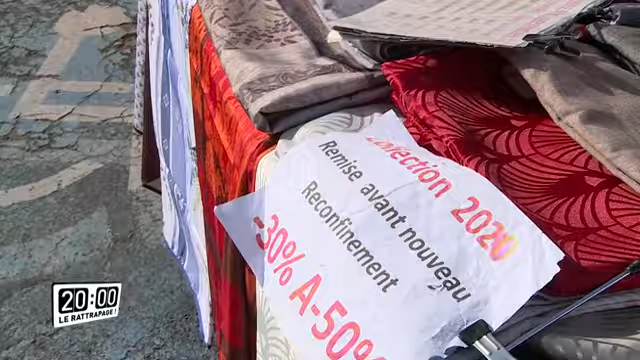 Collection 2020
Remise avant nouveau
Reconfinement
-30% A-50%
20:00
LE RATTRAPAGE !